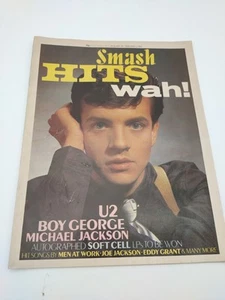 Smash
HITS
wah!
U2
BOY GEORGE
MICHAEL JACKSON
AUTOGRAPHED SOFT CELL LPS TO BE WON
HIT SONGS BY MEN AT WORK · JOE JACKSON · EDDY GRANT & MANY MORE